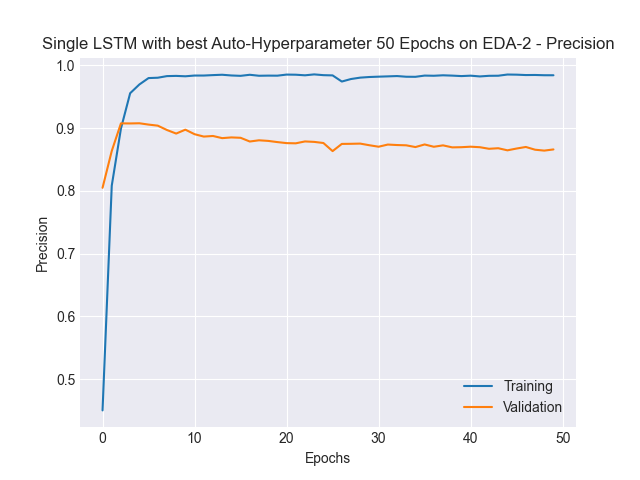 Single LSTM with best Auto-Hyperparameter 50 Epochs on EDA-2 - Precision
1.0
0.9
0.8
0.7
0.6
0.5
Precision
0 10 20 30 40 50
Epochs
Training
Validation